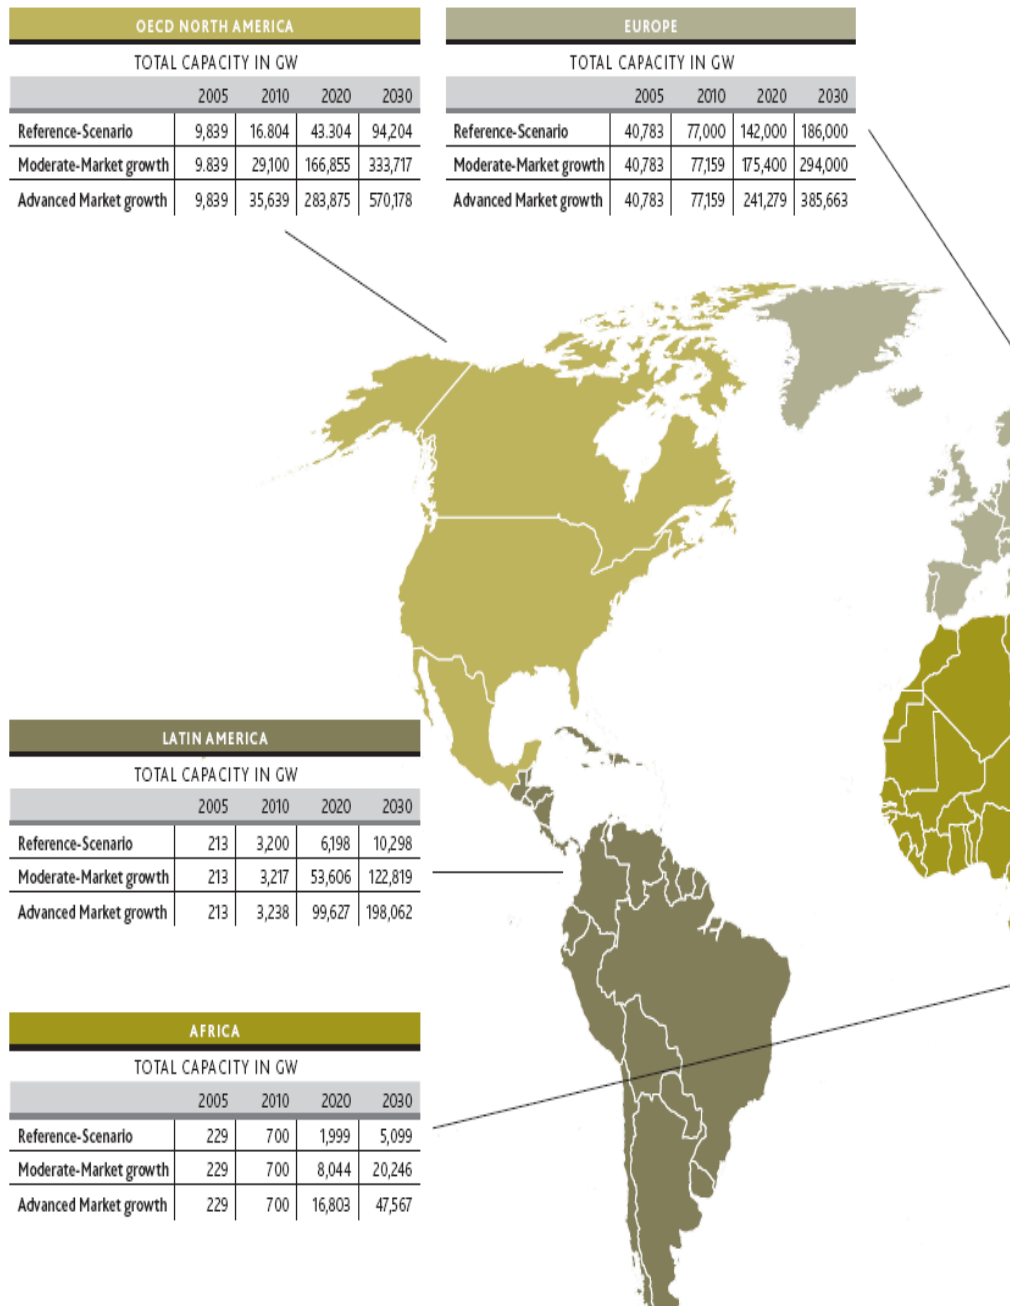 OECD NORTH AMERICA
TOTAL CAPACITY IN GW
2005 2010 2020 2030
Reference-Scenario 9,839 16.804 43.304 94,204
Moderate-Market growth 9.839 29,100 166,855 333,717
Advanced Market growth 9,839 35,639 283,875 570,178
EUROPE
TOTAL CAPACITY IN GW
2005 2010 2020 2030
Reference-Scenario 40,783 77,000 142,000 186,000
Moderate-Market growth 40,783 77,159 175,400 294,000
Advanced Market growth 40,783 77,159 241,279 385,663
LATIN AMERICA
TOTAL CAPACITY IN GW
2005 2010 2020 2030
Reference-Scenario 213 3,200 6,198 10,298
Moderate-Market growth 213 3,217 53,606 122,819
Advanced Market growth 213 3,238 99,627 198,062
AFRICA
TOTAL CAPACITY IN GW
2005 2010 2020 2030
Reference-Scenario 229 700 1,999 5,099
Moderate-Market growth 229 700 8,044 20,246
Advanced Market growth 229 700 16,803 47,567